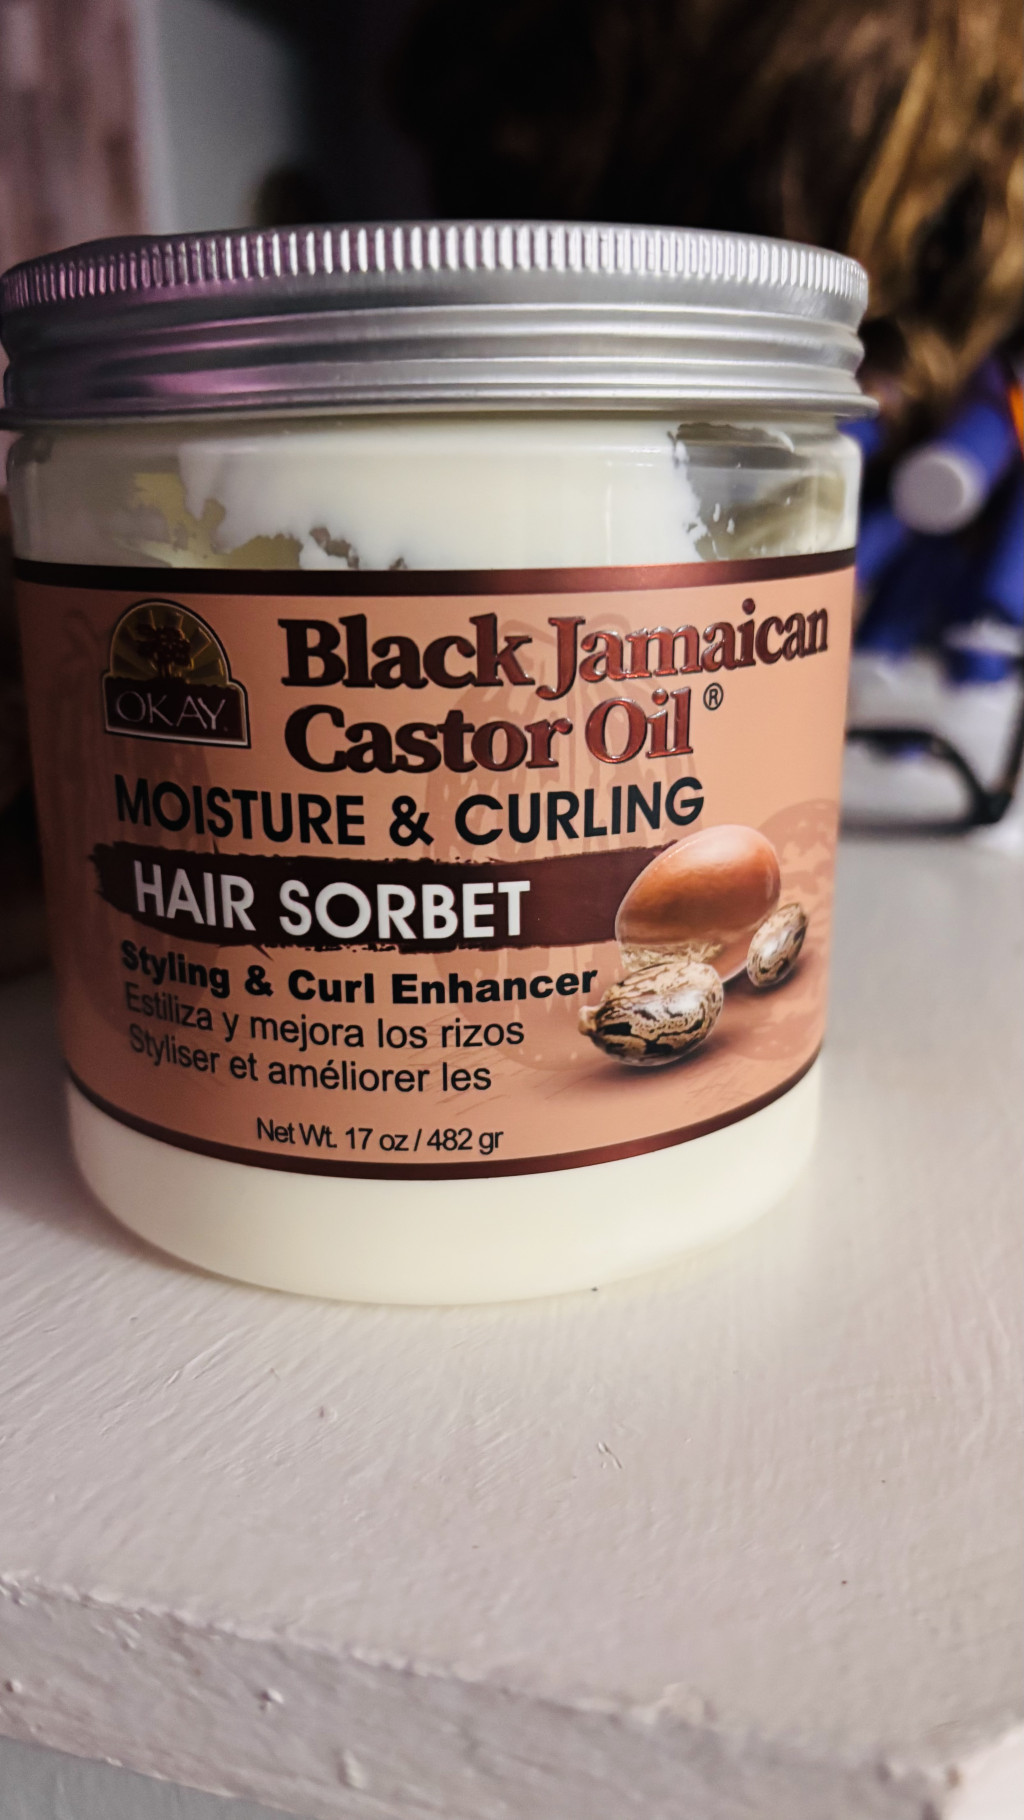 OKAY.
Black Jamaican
Castor Oil®
MOISTURE & CURLING
HAIR SORBET
Styling & Curl Enhancer
Estiliza y mejora los rizos
Styliser et améliorer les
Net Wt. 17 oz / 482 gr